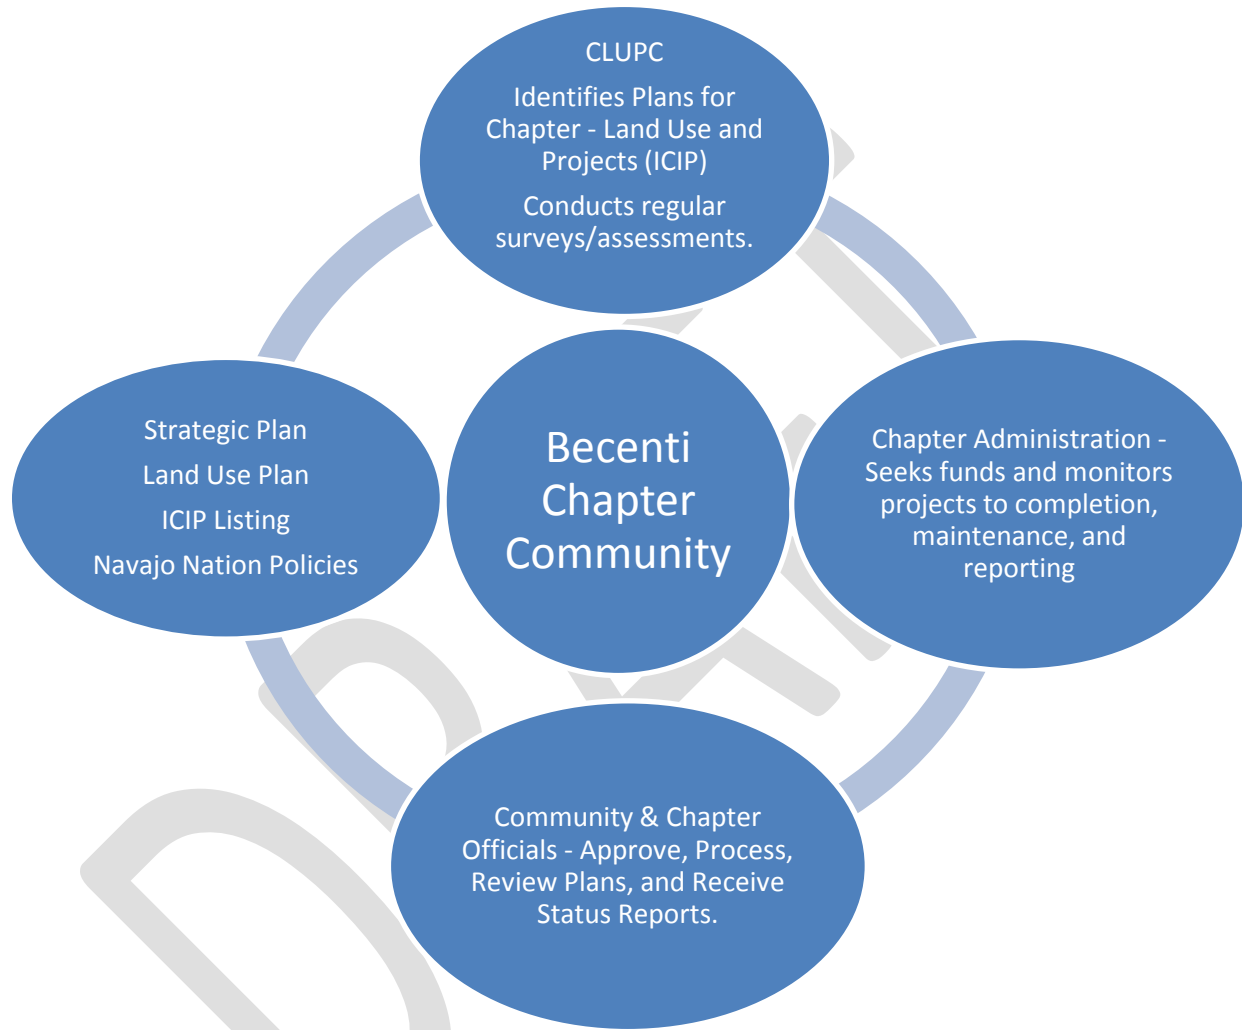 CLUPC
Identifies Plans for
Chapter - Land Use and
Projects (ICIP)
Conducts regular
surveys/assessments.
Strategic Plan
Land Use Plan
ICIP Listing
Navajo Nation Policies
Becenti
Chapter
Community
Chapter Administration -
Seeks funds and monitors
projects to completion,
maintenance, and
reporting
Community & Chapter
Officials - Approve, Process,
Review Plans, and Receive
Status Reports.